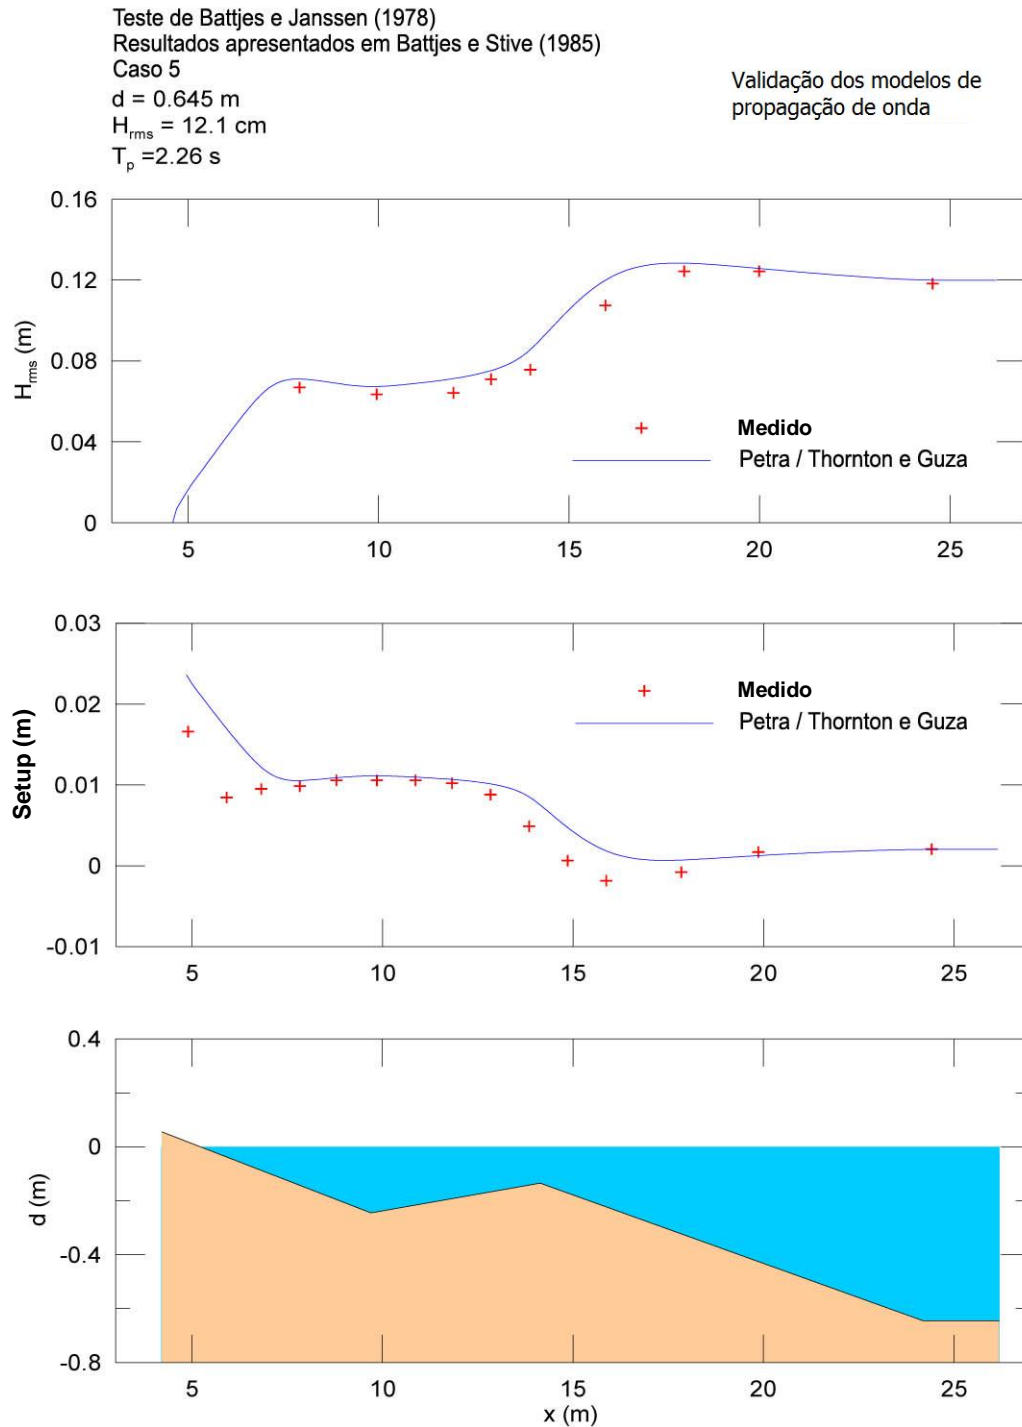 Teste de Battjes e Janssen (1978)
Resultados apresentados em Battjes e Stive (1985)
Caso 5
d = 0.645 m
Hrms = 12.1 cm
Tp =2.26 s
Validação dos modelos de
propagação de onda
0.16
0.12
0.08
0.04
0
Hrms (m)
Medido
Petra / Thornton e Guza
5 10 15 20 25
0.03
0.02
0.01
0
-0.01
Setup (m)
Medido
Petra / Thornton e Guza
5 10 15 20 25
0.4
0
-0.4
-0.8
d (m)
5 10 15 20 25
x (m)